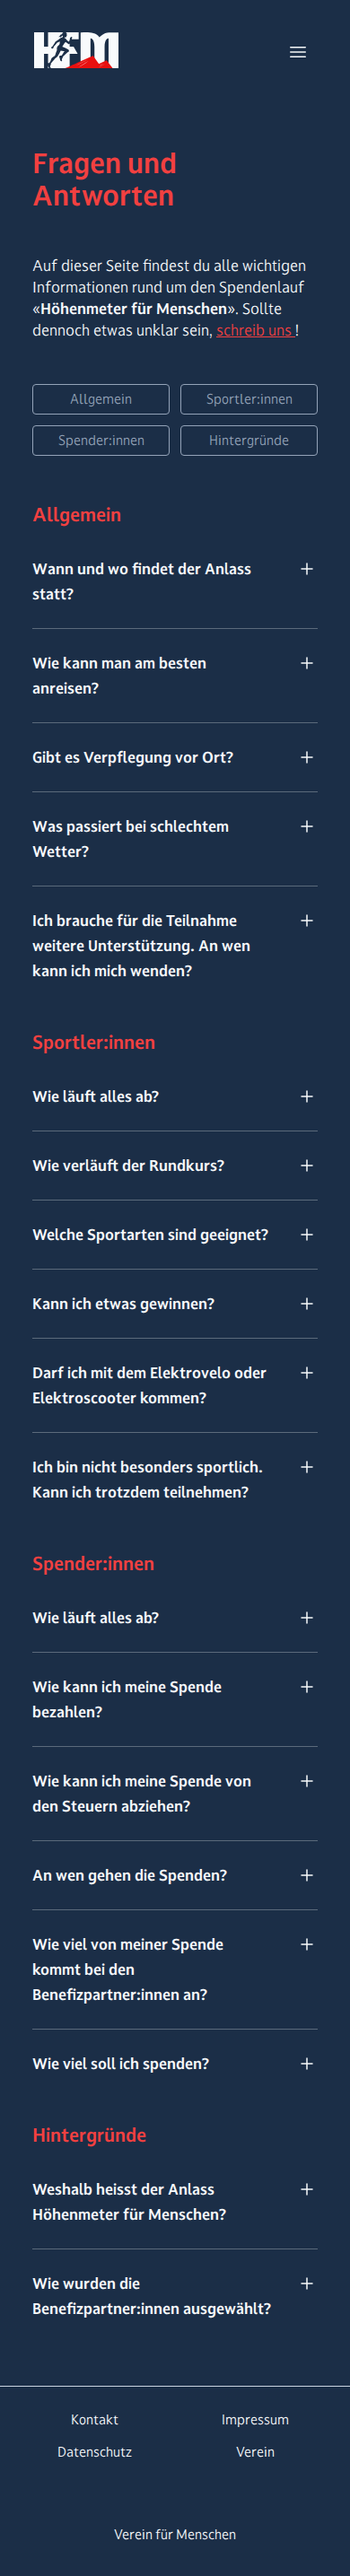 HFM
Fragen und
Antworten
Auf dieser Seite findest du alle wichtigen
Informationen rund um den Spendenlauf
«Höhenmeter für Menschen». Sollte
dennoch etwas unklar sein, schreib uns !
Allgemein
Sportler:innen
Spender:innen
Hintergründe
Allgemein
Wann und wo findet der Anlass
statt?
Wie kann man am besten
anreisen?
Gibt es Verpflegung vor Ort?
Was passiert bei schlechtem
Wetter?
Ich brauche für die Teilnahme
weitere Unterstützung. An wen
kann ich mich wenden?
Sportler:innen
Wie läuft alles ab?
Wie verläuft der Rundkurs?
Welche Sportarten sind geeignet?
Kann ich etwas gewinnen?
Darf ich mit dem Elektrovelo oder
Elektroscooter kommen?
Ich bin nicht besonders sportlich.
Kann ich trotzdem teilnehmen?
Spender:innen
Wie läuft alles ab?
Wie kann ich meine Spende
bezahlen?
Wie kann ich meine Spende von
den Steuern abziehen?
An wen gehen die Spenden?
Wie viel von meiner Spende
kommt bei den
Benefizpartner:innen an?
Wie viel soll ich spenden?
Hintergründe
Weshalb heisst der Anlass
Höhenmeter für Menschen?
Wie wurden die
Benefizpartner:innen ausgewählt?
Kontakt
Impressum
Datenschutz
Verein
Verein für Menschen